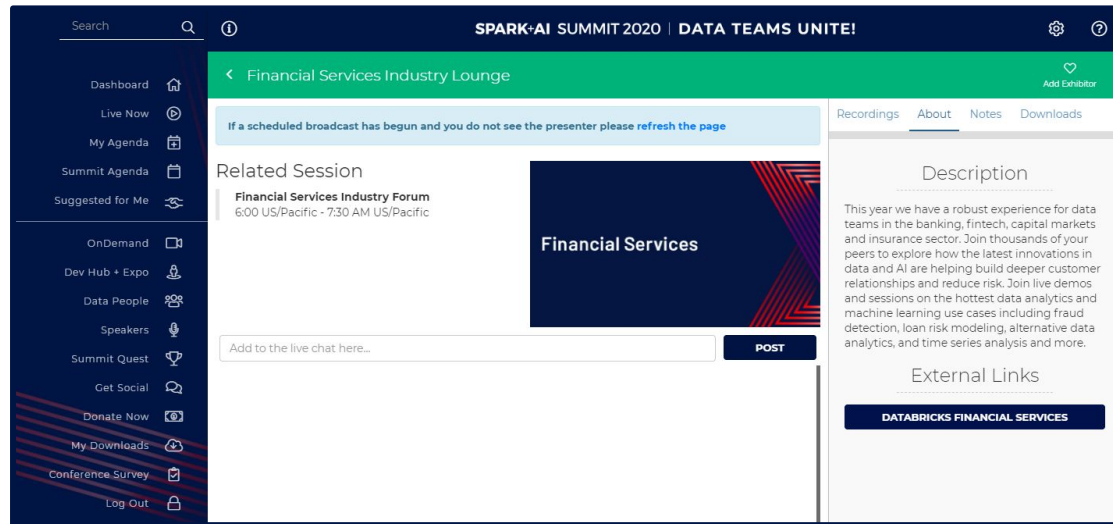 Search
SPARK+AI SUMMIT 2020 | DATA TEAMS UNITE!
Dashboard
Live Now
My Agenda
Summit Agenda
Suggested for Me
OnDemand
Dev Hub + Expo
Data People
Speakers
Summit Quest
Get Social
Donate Now
My Downloads
Conference Survey
Log Out
Financial Services Industry Lounge
Add Exhibitor
If a scheduled broadcast has begun and you do not see the presenter please refresh the page
Related Session
Financial Services Industry Forum
6:00 US/Pacific - 7:30 AM US/Pacific
Financial Services
Add to the live chat here...
POST
Recordings About Notes Downloads
Description
This year we have a robust experience for data
teams in the banking, fintech, capital markets
and insurance sector. Join thousands of your
peers to explore how the latest innovations in
data and AI are helping build deeper customer
relationships and reduce risk. Join live demos
and sessions on the hottest data analytics and
machine learning use cases including fraud
detection, loan risk modeling, alternative data
analytics, and time series analysis and more.
External Links
DATABRICKS FINANCIAL SERVICES